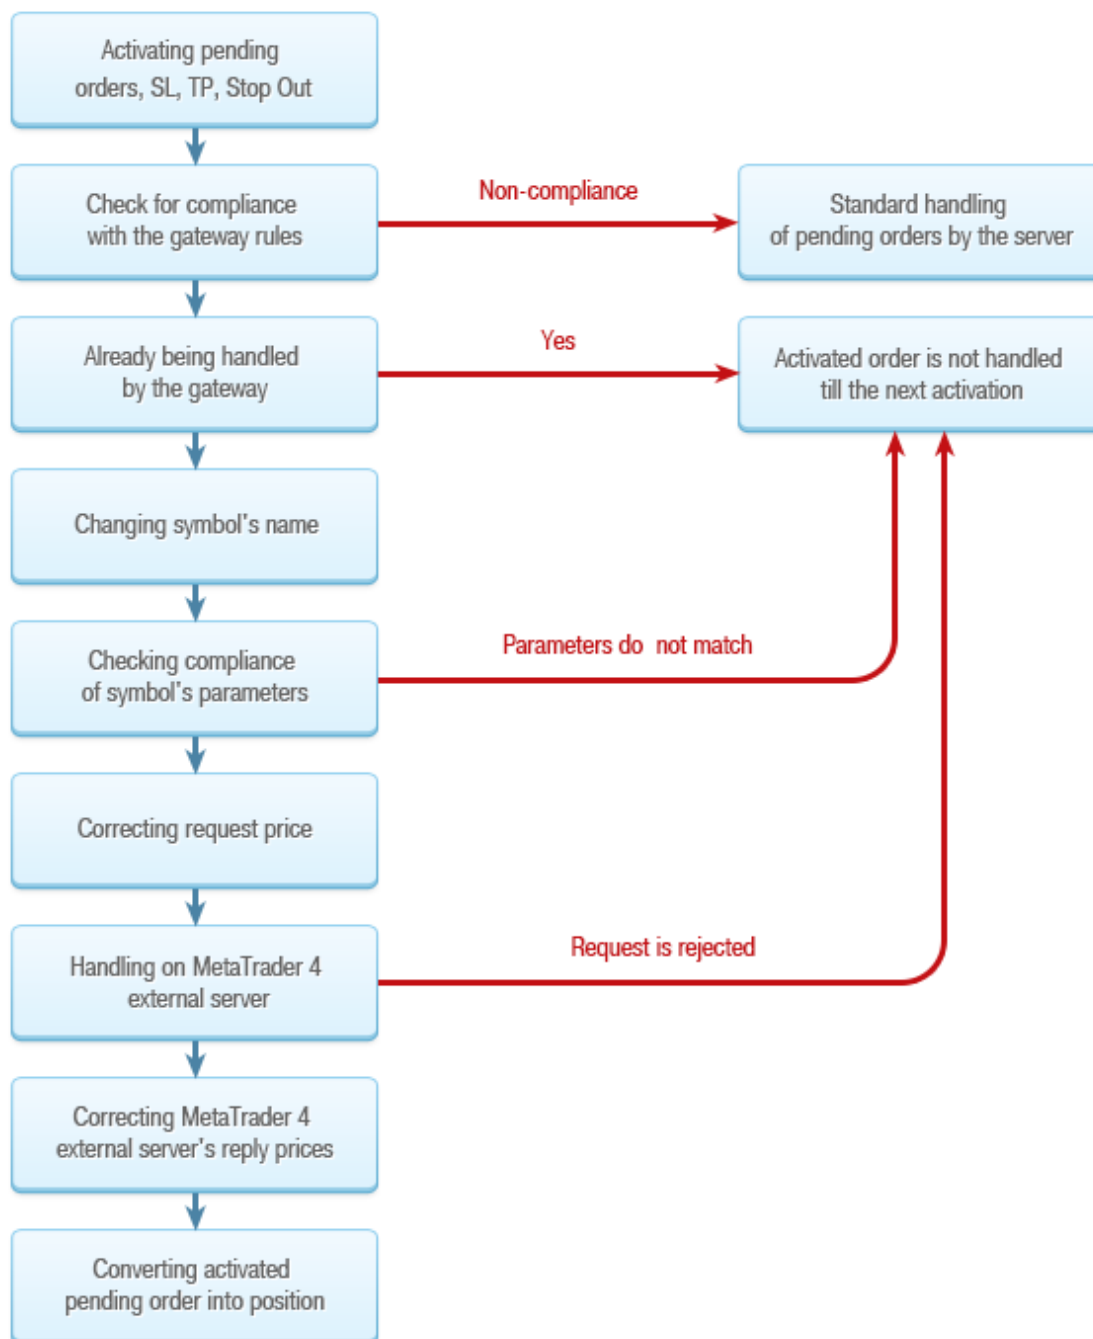 Activating pending
orders, SL, TP, Stop Out
Check for compliance
with the gateway rules
Non-compliance
Standard handling
of pending orders by the server
Already being handled
by the gateway
Yes
Activated order is not handled
till the next activation
Changing symbol's name
Checking compliance
of symbol's parameters
Parameters do not match
Correcting request price
Handling on MetaTrader 4
external server
Request is rejected
Correcting MetaTrader 4
external server's reply prices
Converting activated
pending order into position